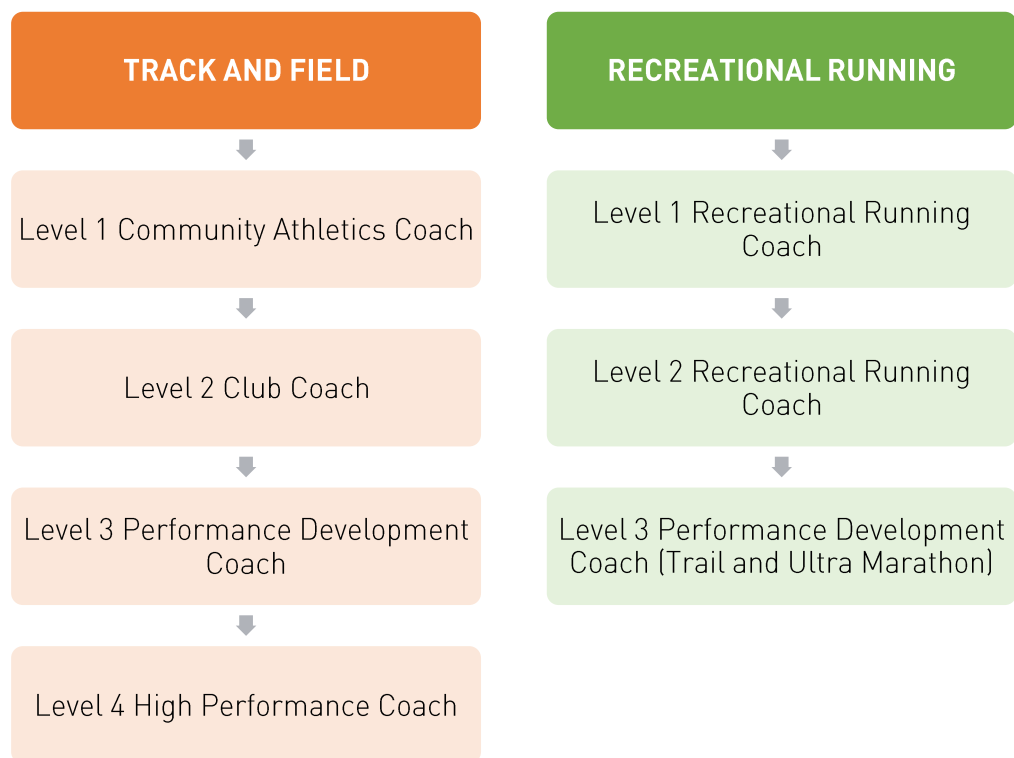 TRACK AND FIELD
Level 1 Community Athletics Coach
Level 2 Club Coach
Level 3 Performance Development
Coach
Level 4 High Performance Coach
RECREATIONAL RUNNING
Level 1 Recreational Running
Coach
Level 2 Recreational Running
Coach
Level 3 Performance Development
Coach (Trail and Ultra Marathon)